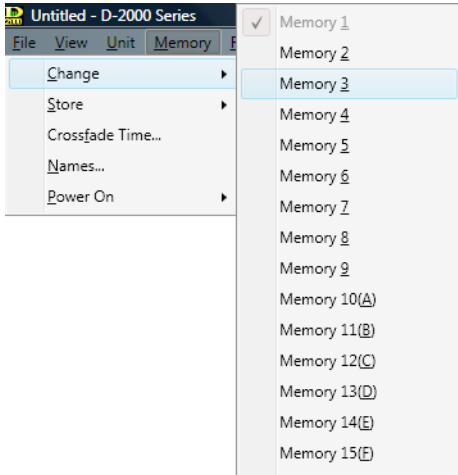 Untitled - D-2000 Series
File View Unit Memory
Change
Store
Crossfade Time...
Names...
Power On
Memory 1
Memory 2
Memory 3
Memory 4
Memory 5
Memory 6
Memory 7
Memory 8
Memory 9
Memory 10(A)
Memory 11(B)
Memory 12(C)
Memory 13(D)
Memory 14(E)
Memory 15(F)